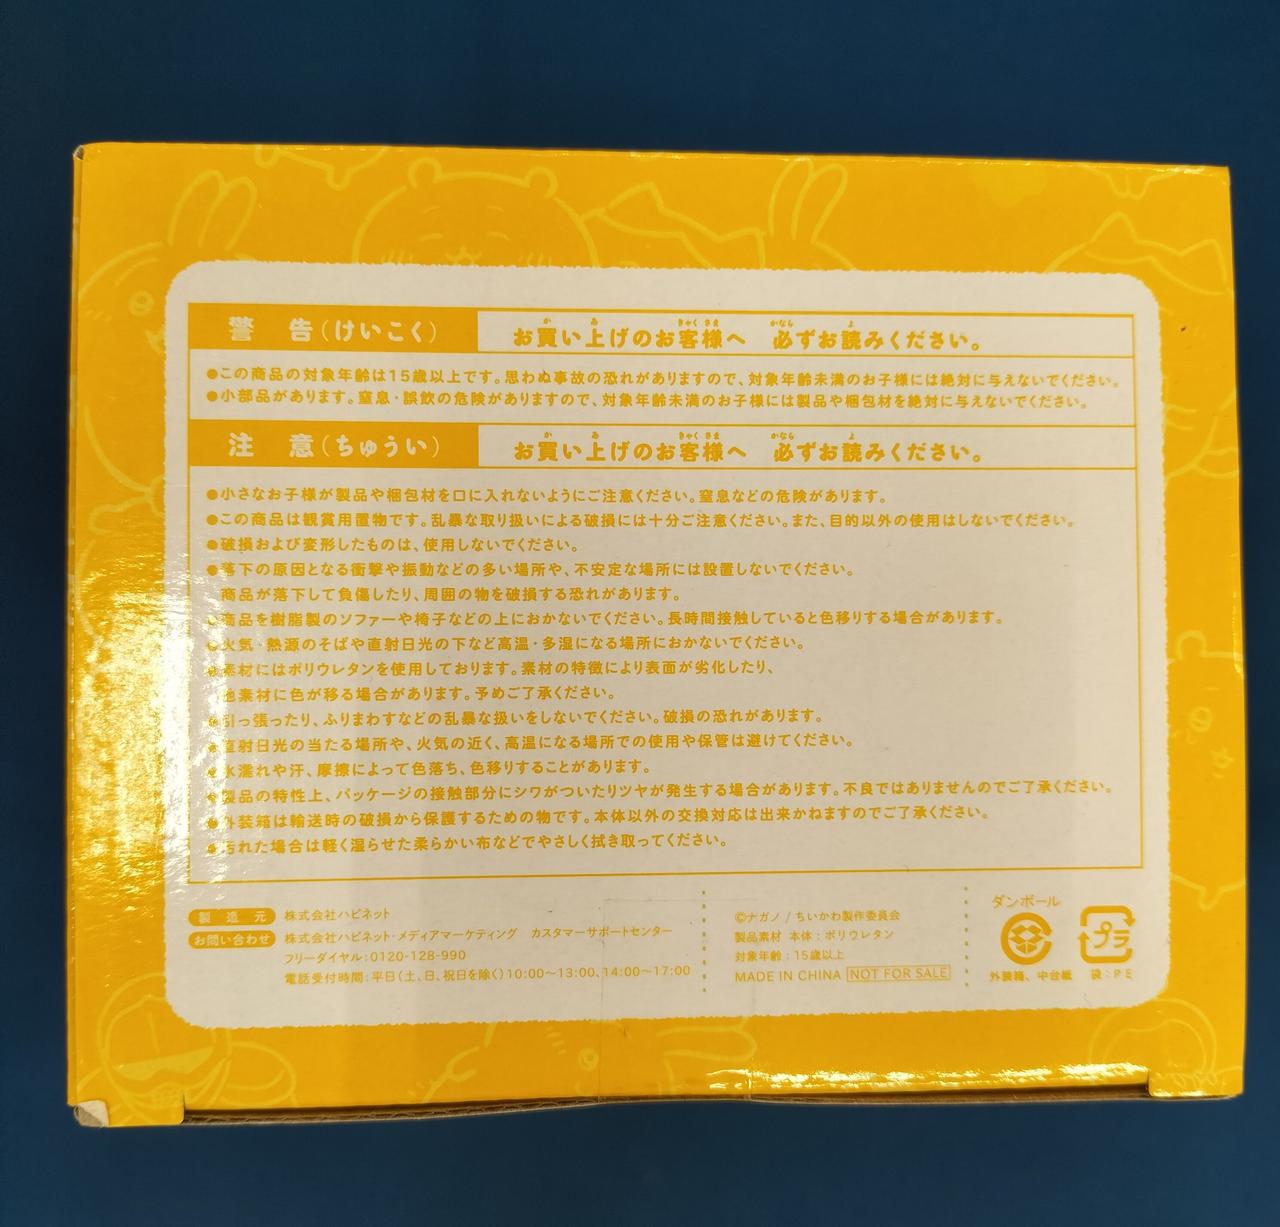 警　告（けいこく）
お買い上げのお客様へ　必ずお読みください。
●この商品の対象年齢は15歳以上です。思わぬ事故の恐れがありますので、対象年齢未満のお子様には絶対に与えないでください。
●小部品があります。窒息・誤飲の危険がありますので、対象年齢未満のお子様には製品や梱包材を絶対に与えないでください。
注　意（ちゅうい）
お買い上げのお客様へ　必ずお読みください。
●小さなお子様が製品や梱包材を口に入れないようにご注意ください。窒息などの危険があります。
●この商品は観賞用置物です。乱暴な取り扱いによる破損には十分ご注意ください。また、目的以外の使用はしないでください。
●破損および変形したものは、使用しないでください。
●落下の原因となる衝撃や振動などの多い場所や、不安定な場所には設置しないでください。
商品が落下して負傷したり、周囲の物を破損する恐れがあります。
●商品を樹脂製のソファーや椅子などの上におかないでください。長時間接触していると色移りする場合があります。
●火気・熱源のそばや直射日光の下など高温・多湿になる場所におかないでください。
●素材にはポリウレタンを使用しております。素材の特徴により表面が劣化したり、
他素材に色が移る場合があります。予めご了承ください。
●引っ張ったり、ふりまわすなどの乱暴な扱いをしないでください。破損の恐れがあります。
●直射日光の当たる場所や、火気の近く、高温になる場所での使用や保管は避けてください。
●水濡れや汗、摩擦によって色落ち、色移りすることがあります。
●製品の特性上、パッケージの接触部分にシワがついたりツヤが発生する場合があります。不良ではありませんのでご了承ください。
●外装箱は輸送時の破損から保護するための物です。本体以外の交換対応は出来かねますのでご了承ください。
●汚れた場合は軽く湿らせた柔らかい布などでやさしく拭き取ってください。
製造元　株式会社ハピネット
お問い合わせ　株式会社ハピネット・メディアマーケティング　カスタマーサポートセンター
フリーダイヤル：0120-128-990
電話受付時間：平日（土、日、祝日を除く）10:00〜13:00、14:00〜17:00
©ナガノ / ちいかわ製作委員会
製品素材 本体：ポリウレタン
対象年齢：15歳以上
MADE IN CHINA NOT FOR SALE
ダンボール
プラ
外装箱、中台紙　袋：PE